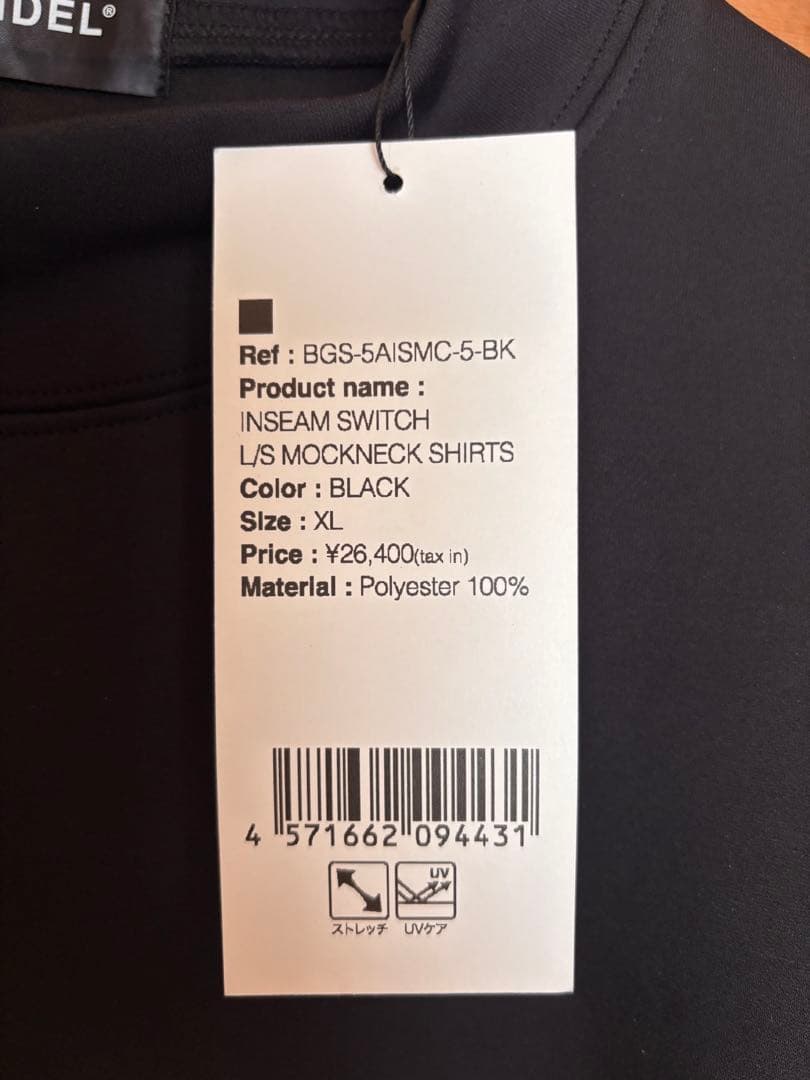 IDEL®
Ref : BGS-5AISMC-5-BK
Product name :
INSEAM SWITCH
L/S MOCKNECK SHIRTS
Color : BLACK
Size : XL
Price : ¥26,400(tax in)
Material : Polyester 100%
4 571662 094431
UV
ストレッチ UVケア